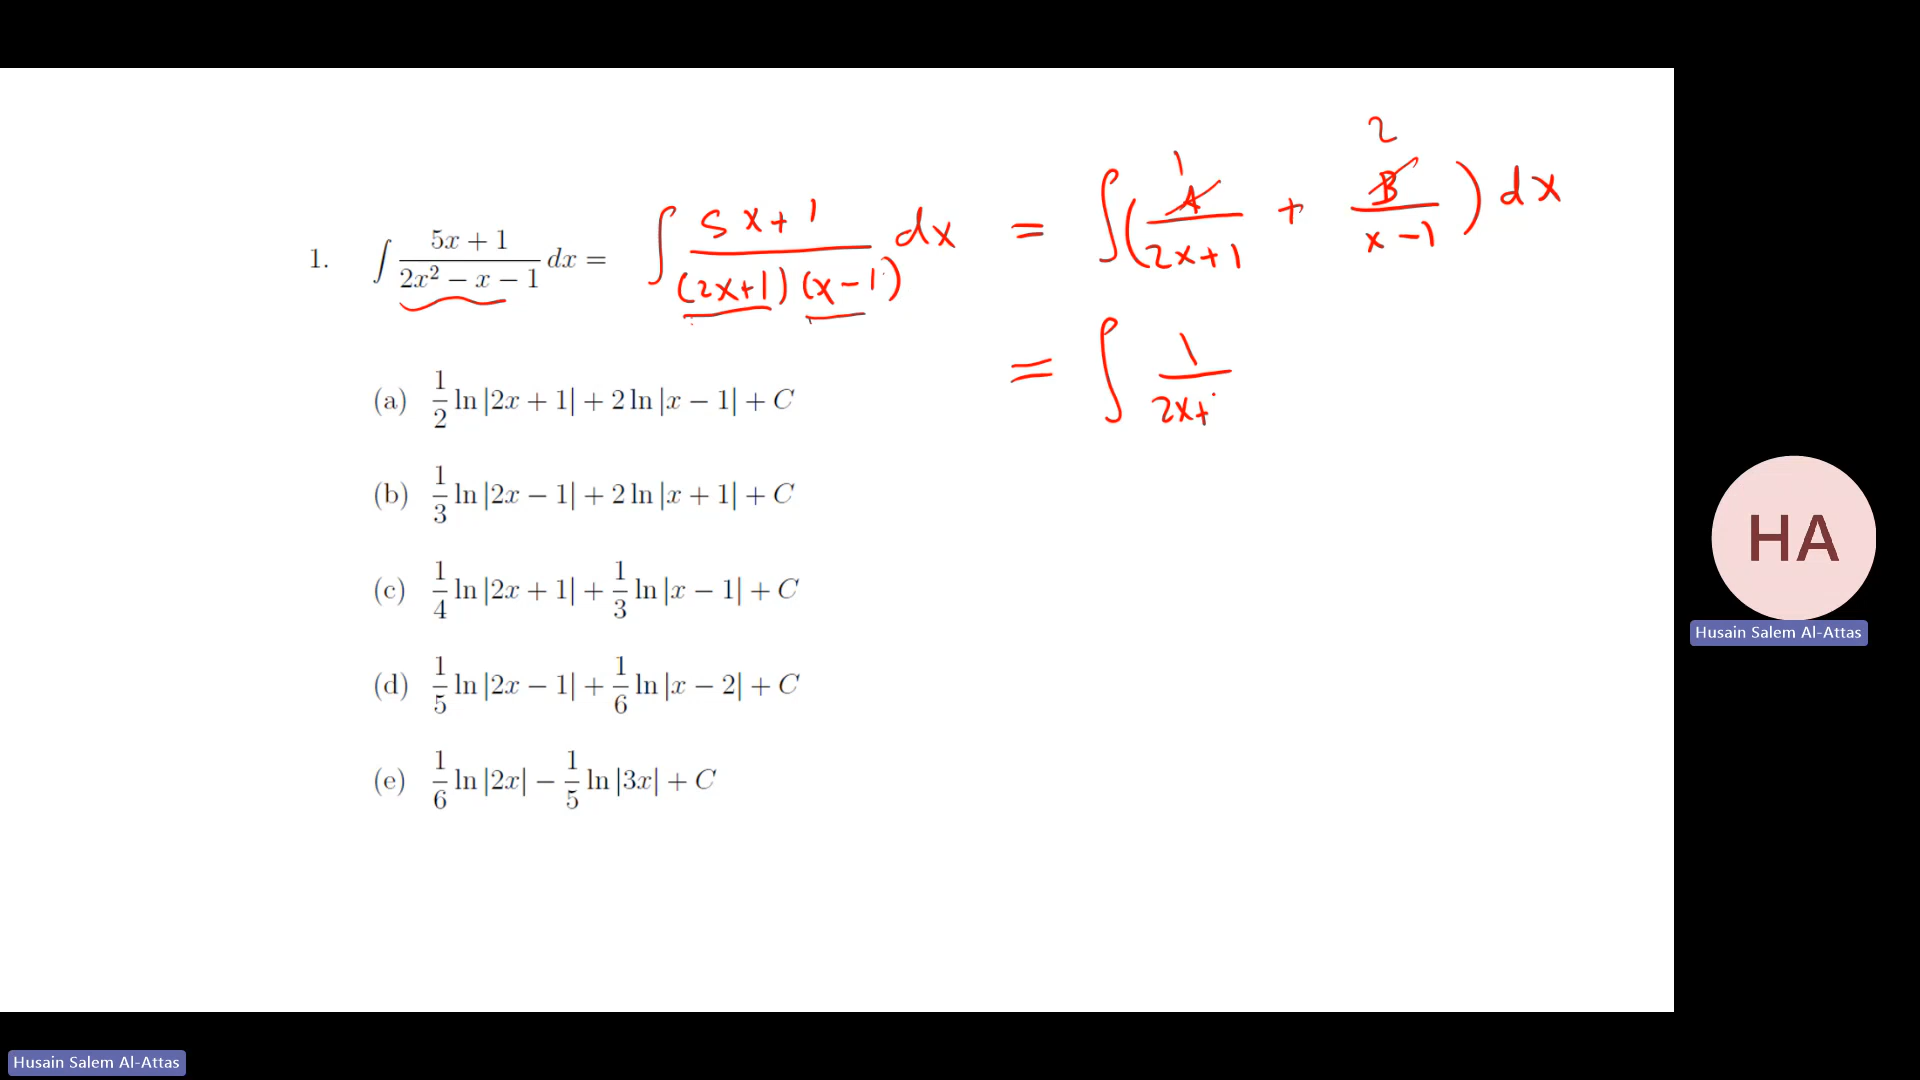 1. ∫ (5x + 1)/(2x² − x − 1) dx = ∫ (5x+1)/((2x+1)(x−1)) dx = ∫ ( A/(2x+1) + B/(x−1) ) dx
1 2
= ∫ 1/(2x+
(a) 1/2 ln |2x + 1| + 2 ln |x − 1| + C
(b) 1/3 ln |2x − 1| + 2 ln |x + 1| + C
(c) 1/4 ln |2x + 1| + 1/3 ln |x − 1| + C
(d) 1/5 ln |2x − 1| + 1/6 ln |x − 2| + C
(e) 1/6 ln |2x| − 1/5 ln |3x| + C
HA
Husain Salem Al-Attas
Husain Salem Al-Attas